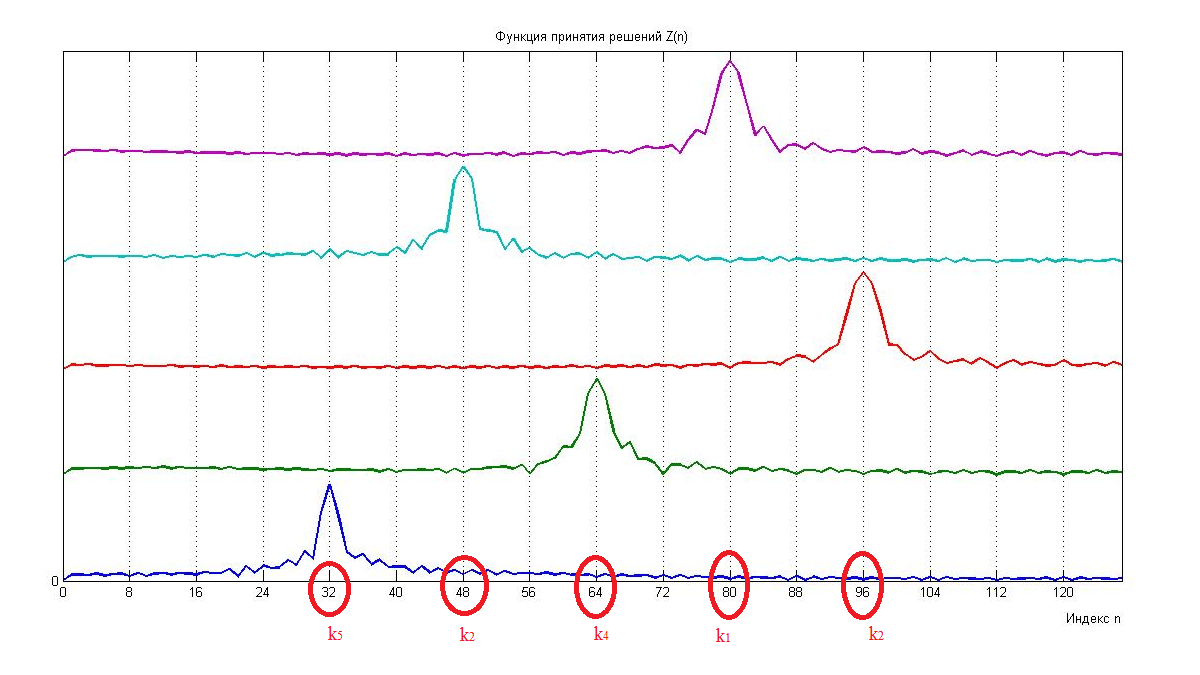 Функция принятия решений Z(n)
0
0 8 16 24 32 40 48 56 64 72 80 88 96 104 112 120
Индекс n
k5 k2 k4 k1 k2